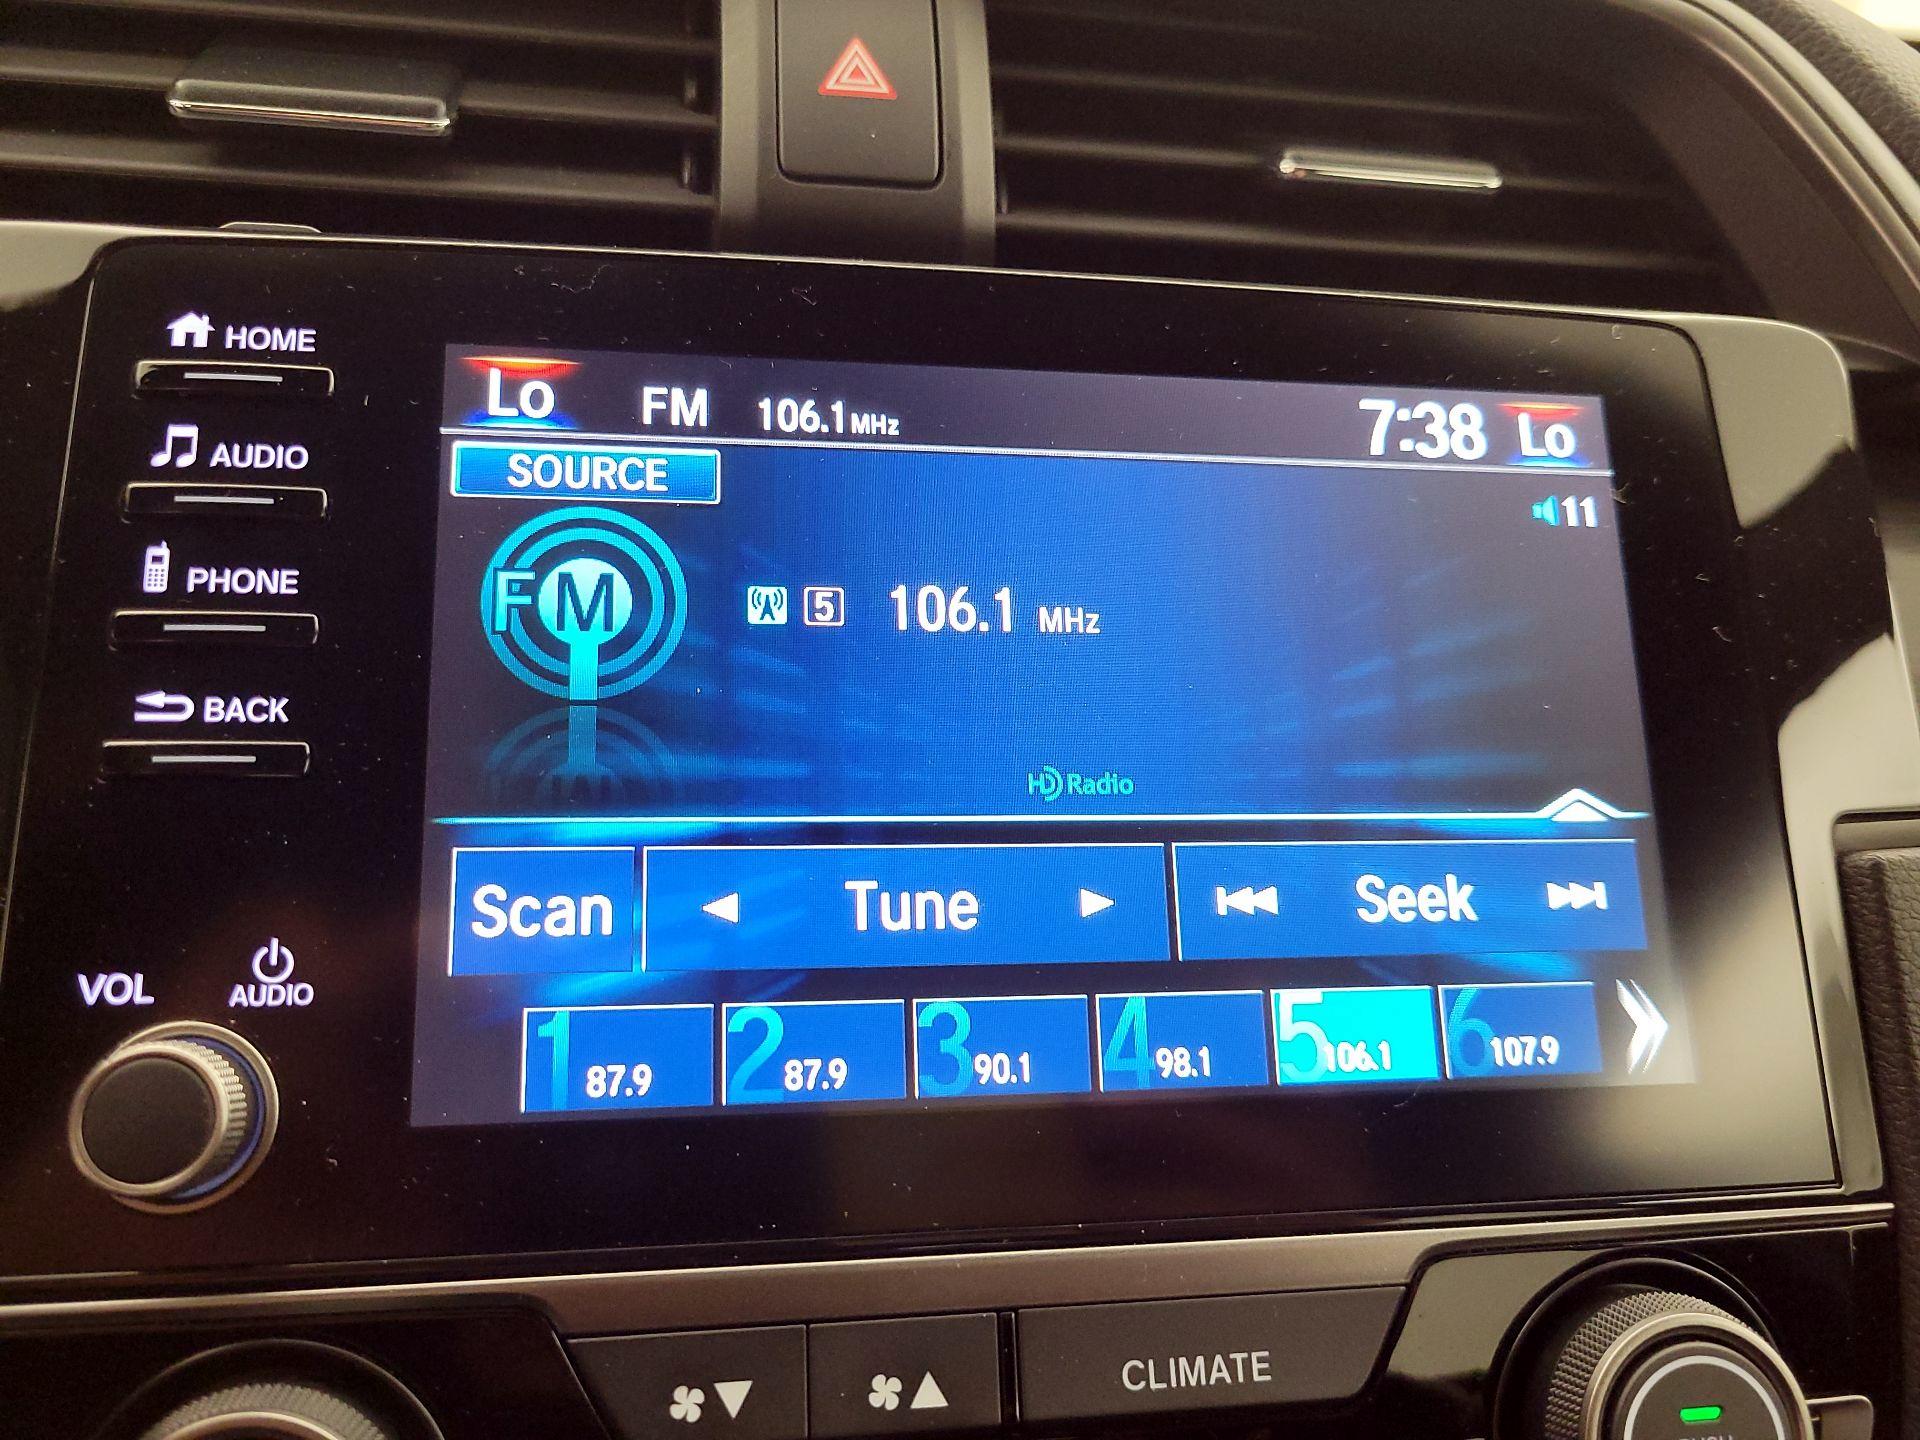 HOME
AUDIO
PHONE
BACK
VOL
AUDIO
Lo FM 106.1 MHz 7:38 Lo
SOURCE
11
FM
5 106.1 MHz
HD Radio
Scan Tune Seek
1 87.9
2 87.9
3 90.1
4 98.1
5 106.1
6 107.9
CLIMATE